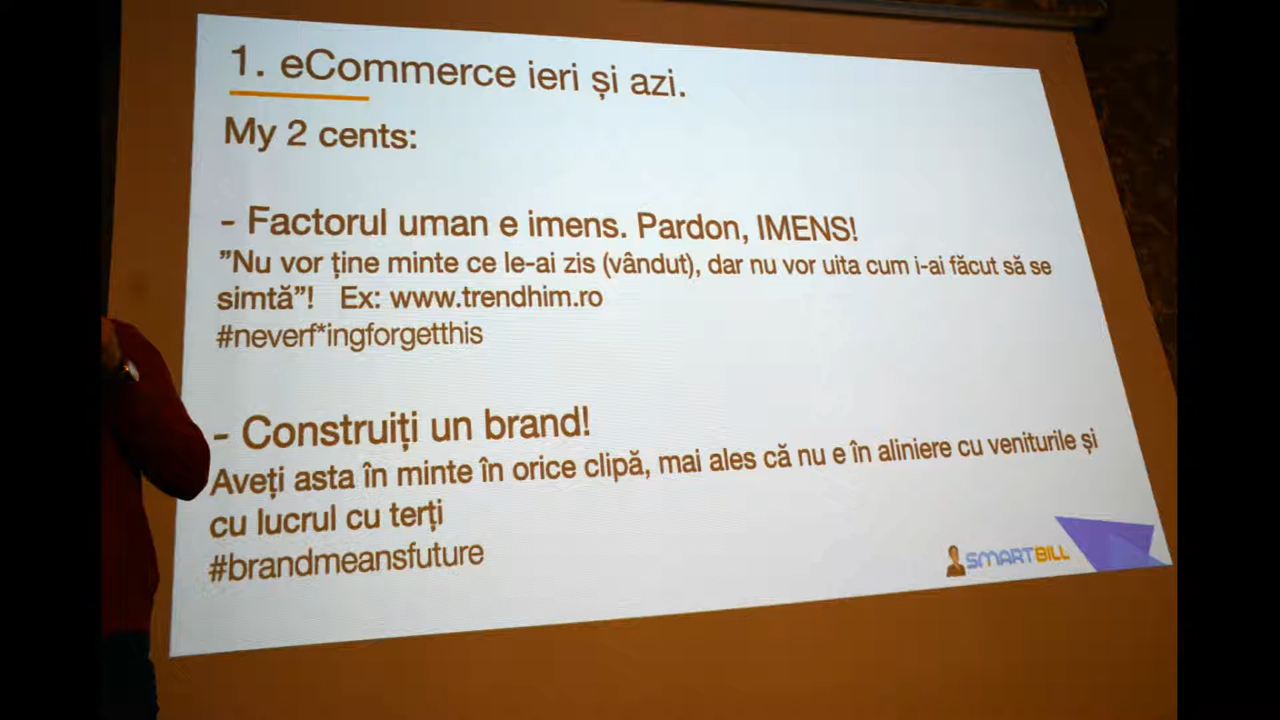 1. eCommerce ieri și azi.
My 2 cents:
- Factorul uman e imens. Pardon, IMENS!
”Nu vor ține minte ce le-ai zis (vândut), dar nu vor uita cum i-ai făcut să se
simtă”! Ex: www.trendhim.ro
#neverf*ingforgetthis
- Construiți un brand!
Aveți asta în minte în orice clipă, mai ales că nu e în aliniere cu veniturile și
cu lucrul cu terți
#brandmeansfuture
SMARTBILL